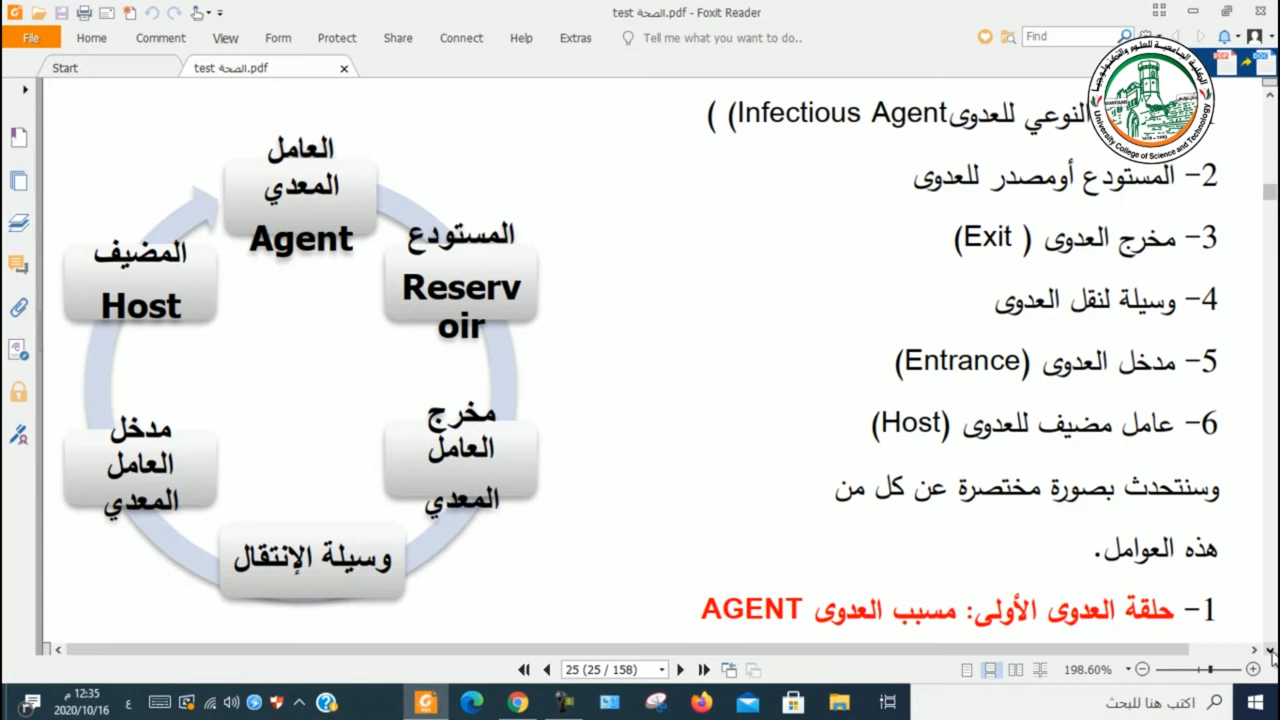 الصحة test.pdf - Foxit Reader
File Home Comment View Form Protect Share Connect Help Extras Tell me what you want to do.. Find
Start
الصحة test.pdf
النوعي للعدوىInfectious Agent) )
2- المستودع أومصدر للعدوى
3- مخرج العدوى ( Exit)
4- وسيلة لنقل العدوى
5- مدخل العدوى (Entrance)
6- عامل مضيف للعدوى (Host)
وسنتحدث بصورة مختصرة عن كل من
هذه العوامل.
1- حلقة العدوى الأولى: مسبب العدوى AGENT
العامل
المعدي
Agent
المستودع
Reserv
oir
مخرج
العامل
المعدي
وسيلة الإنتقال
مدخل
العامل
المعدي
المضيف
Host
الكلية الجامعية للعلوم والتكنولوجيا
University College of Science and Technology
25 (25 / 158)
198.60%
اكتب هنا للبحث
ع
12:35 م
2020/10/16